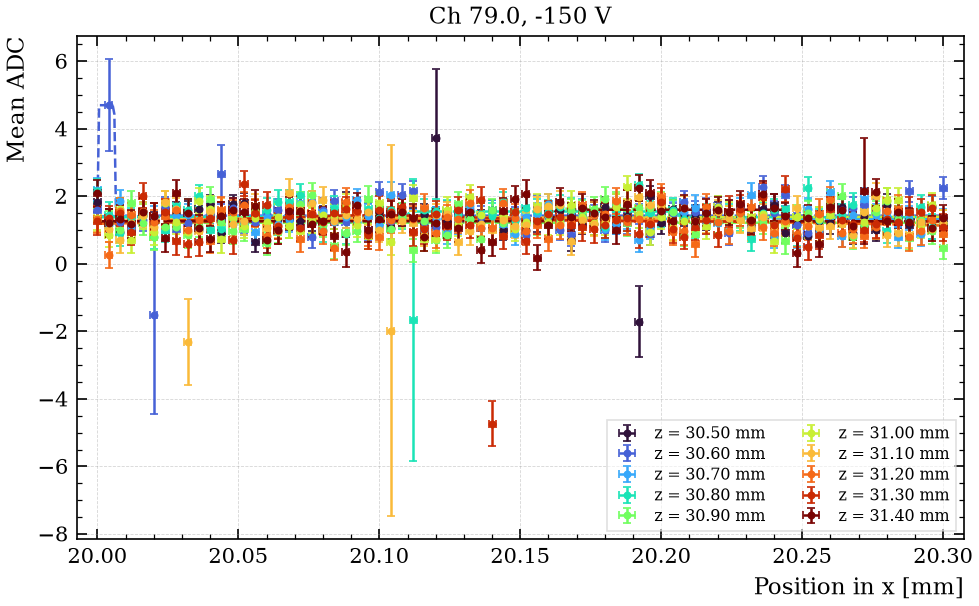 Ch 79.0, -150 V
Mean ADC
6
4
2
0
−2
−4
−6
−8
20.00 20.05 20.10 20.15 20.20 20.25 20.30
Position in x [mm]
z = 30.50 mm
z = 30.60 mm
z = 30.70 mm
z = 30.80 mm
z = 30.90 mm
z = 31.00 mm
z = 31.10 mm
z = 31.20 mm
z = 31.30 mm
z = 31.40 mm